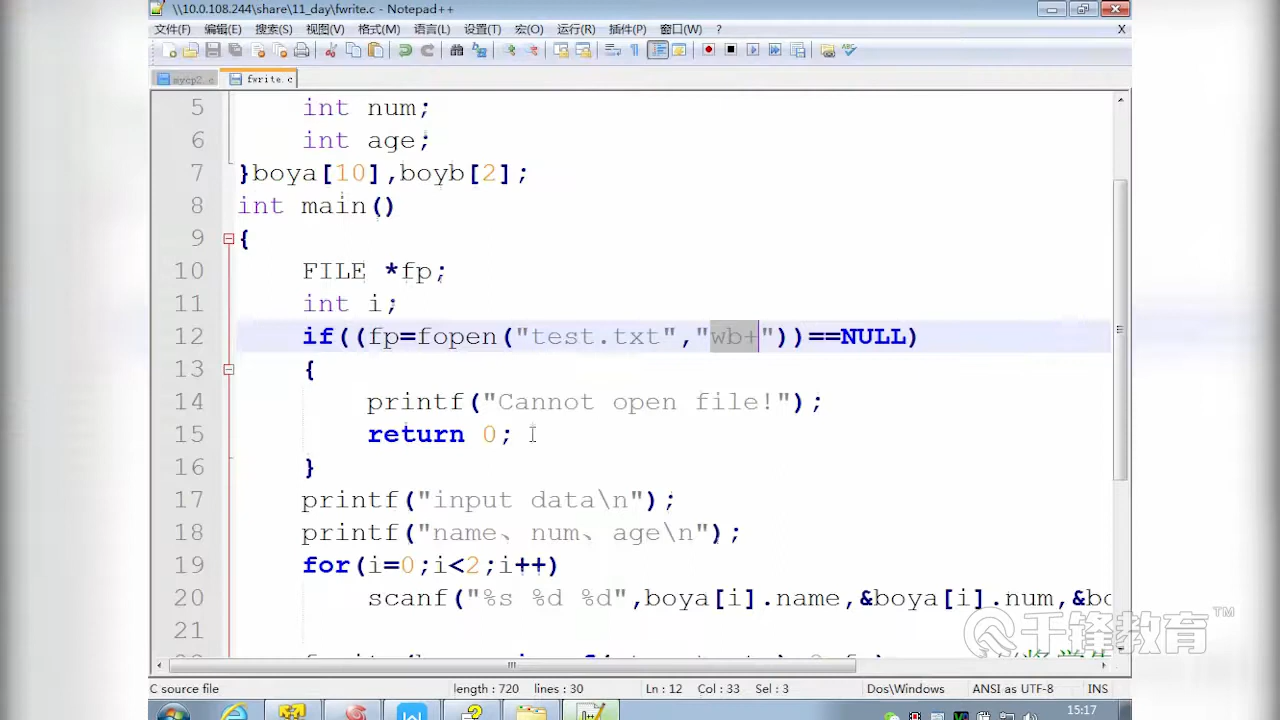 \\10.0.108.244\share\11_day\fwrite.c - Notepad++
文件(F) 编辑(E) 搜索(S) 视图(V) 格式(M) 语言(L) 设置(T) 宏(O) 运行(R) 插件(P) 窗口(W) ? X
mycp2.c fwrite.c
5 int num;
6 int age;
7 }boya[10],boyb[2];
8 int main()
9 {
10 FILE *fp;
11 int i;
12 if((fp=fopen("test.txt","wb+"))==NULL)
13 {
14 printf("Cannot open file!");
15 return 0;
16 }
17 printf("input data\n");
18 printf("name、num、age\n");
19 for(i=0;i<2;i++)
20 scanf("%s %d %d",boya[i].name,&boya[i].num,&bo
21
千锋教育™
C source file length : 720 lines : 30 Ln : 12 Col : 33 Sel : 3 Dos\Windows ANSI as UTF-8 INS
15:17